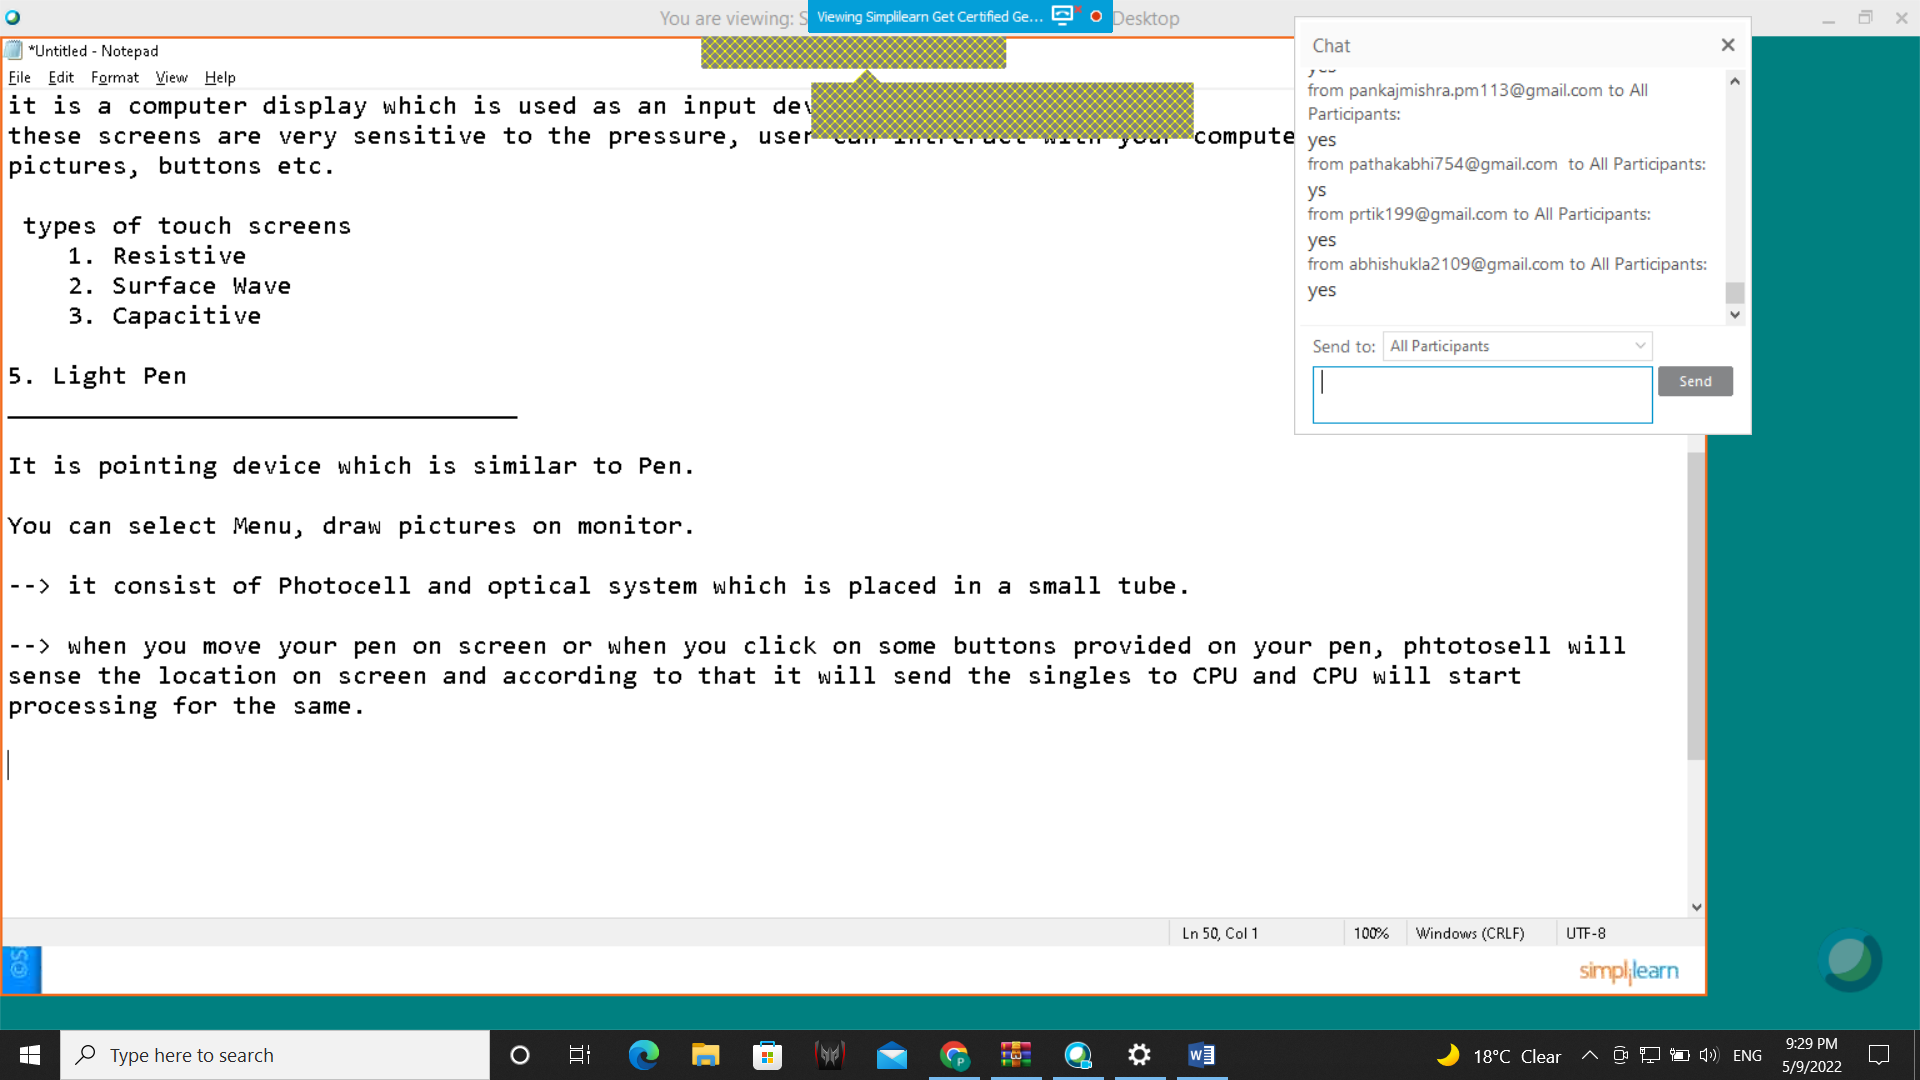 You are viewing: S
Viewing Simplilearn Get Certified Ge...
Desktop
*Untitled - Notepad
File Edit Format View Help
it is a computer display which is used as an input dev
these screens are very sensitive to the pressure, user can intreract with your compute
pictures, buttons etc.
types of touch screens
1. Resistive
2. Surface Wave
3. Capacitive
5. Light Pen
It is pointing device which is similar to Pen.
You can select Menu, draw pictures on monitor.
--> it consist of Photocell and optical system which is placed in a small tube.
--> when you move your pen on screen or when you click on some buttons provided on your pen, phtotosell will
sense the location on screen and according to that it will send the singles to CPU and CPU will start
processing for the same.
Ln 50, Col 1 100% Windows (CRLF) UTF-8
simplilearn
Chat
yes
from pankajmishra.pm113@gmail.com to All
Participants:
yes
from pathakabhi754@gmail.com to All Participants:
ys
from prtik199@gmail.com to All Participants:
yes
from abhishukla2109@gmail.com to All Participants:
yes
Send to: All Participants
Send
Type here to search
18°C Clear
ENG
9:29 PM
5/9/2022